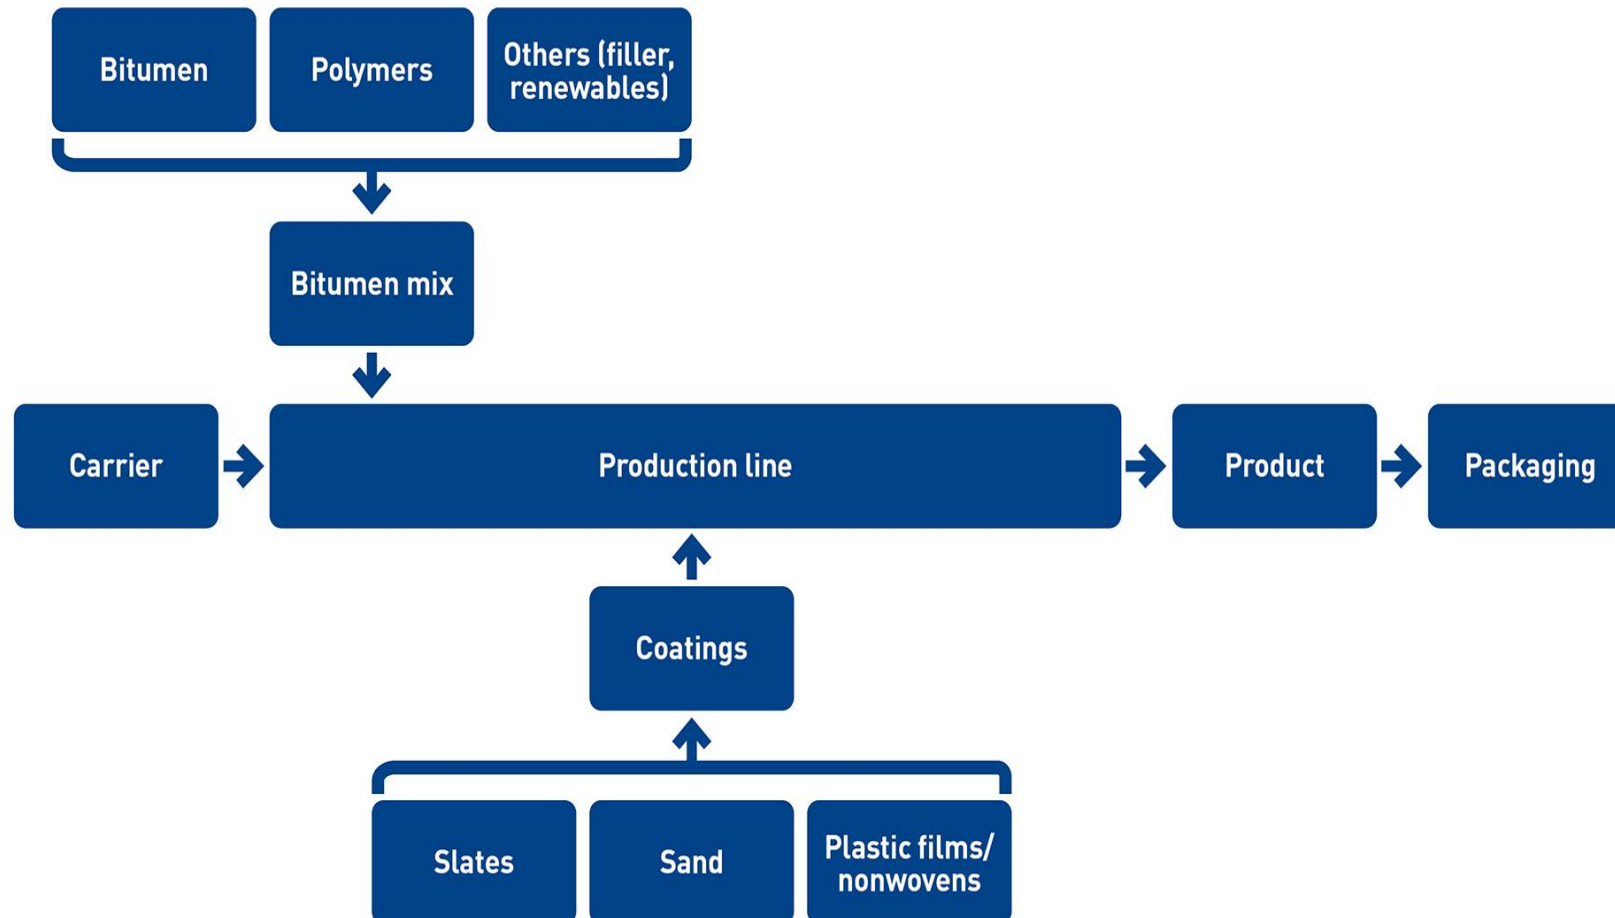 Bitumen
Polymers
Others (filler,
renewables)
Bitumen mix
Carrier
Production line
Product
Packaging
Coatings
Slates
Sand
Plastic films/
nonwovens